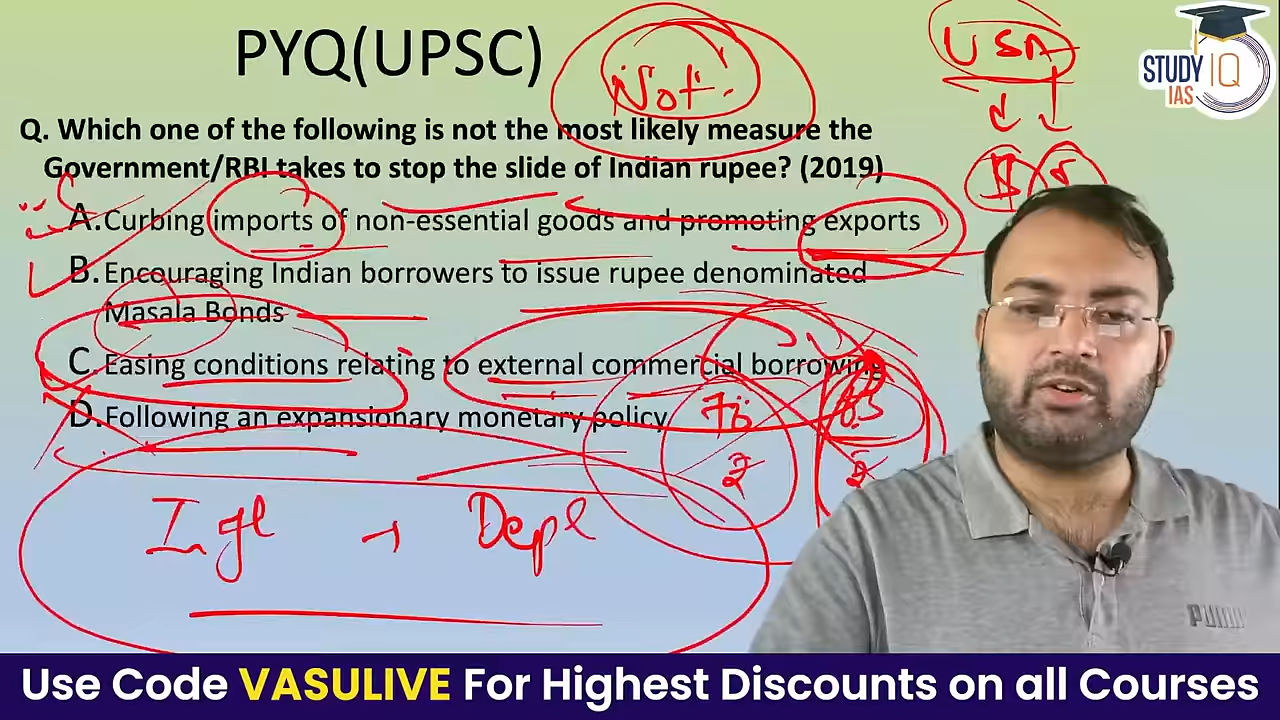 PYQ(UPSC)
Not.
USA
STUDY IQ
IAS
Q. Which one of the following is not the most likely measure the
Government/RBI takes to stop the slide of Indian rupee? (2019)
$
A. Curbing imports of non-essential goods and promoting exports
B. Encouraging Indian borrowers to issue rupee denominated
Masala Bonds
C. Easing conditions relating to external commercial borrowing
D. Following an expansionary monetary policy
PUMA
Use Code VASULIVE For Highest Discounts on all Courses